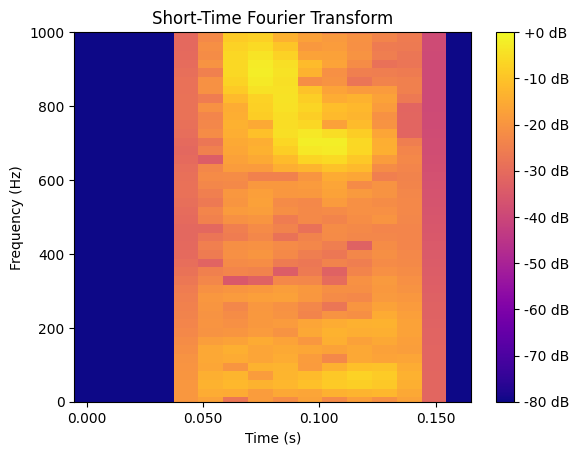 Short-Time Fourier Transform
1000
800
600
400
200
0
Frequency (Hz)
0.000
0.050
0.100
0.150
Time (s)
+0 dB
-10 dB
-20 dB
-30 dB
-40 dB
-50 dB
-60 dB
-70 dB
-80 dB